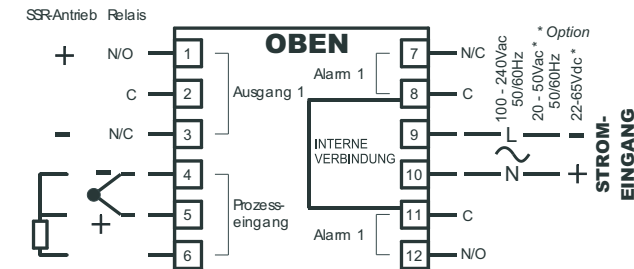 SSR-Antrieb Relais
OBEN
* Option
+ N/O 1
C 2
- N/C 3
- 4
+ 5
6
Ausgang 1
Prozess-
eingang
Alarm 1
INTERNE
VERBINDUNG
Alarm 1
7 N/C
8 C
9 L -
10 N +
11 C
12 N/O
100 - 240Vac
50/60Hz
20 - 50Vac *
50/60Hz
22-65Vdc *
STROM-
EINGANG